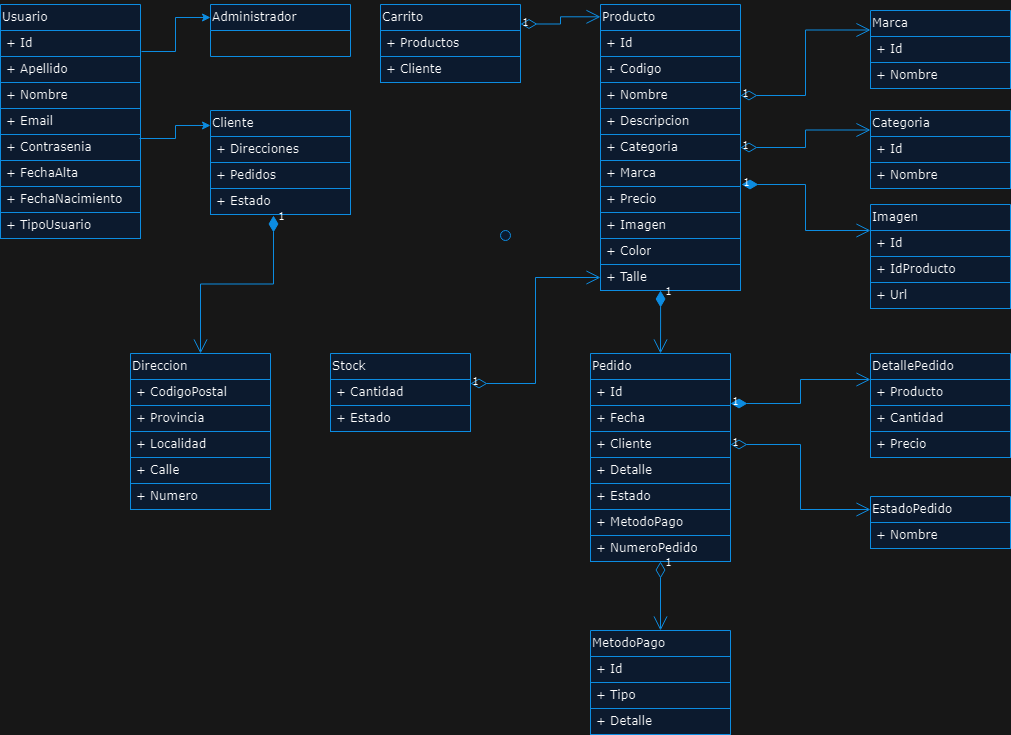 Usuario
+ Id
+ Apellido
+ Nombre
+ Email
+ Contrasenia
+ FechaAlta
+ FechaNacimiento
+ TipoUsuario
Administrador
Cliente
+ Direcciones
+ Pedidos
+ Estado
1
Carrito
+ Productos
+ Cliente
1
Producto
+ Id
+ Codigo
+ Nombre
+ Descripcion
+ Categoria
+ Marca
+ Precio
+ Imagen
+ Color
+ Talle
1
1
1
1
Marca
+ Id
+ Nombre
Categoria
+ Id
+ Nombre
Imagen
+ Id
+ IdProducto
+ Url
Direccion
+ CodigoPostal
+ Provincia
+ Localidad
+ Calle
+ Numero
Stock
+ Cantidad
+ Estado
1
Pedido
+ Id
+ Fecha
+ Cliente
+ Detalle
+ Estado
+ MetodoPago
+ NumeroPedido
1
1
1
DetallePedido
+ Producto
+ Cantidad
+ Precio
EstadoPedido
+ Nombre
MetodoPago
+ Id
+ Tipo
+ Detalle